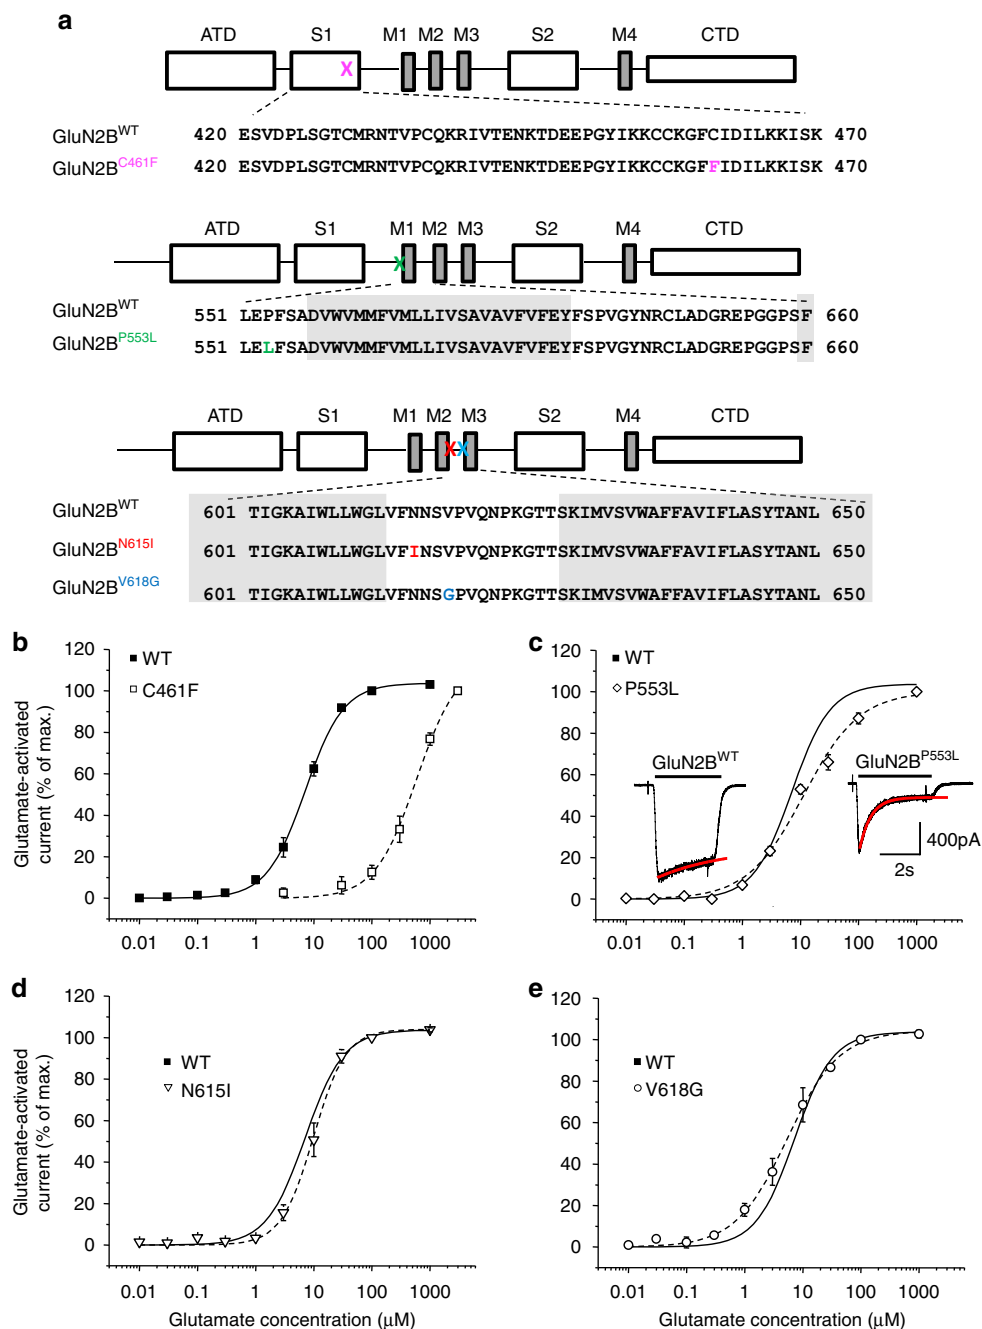 a
ATD S1 M1 M2 M3 S2 M4 CTD
X
GluN2B^WT 420 ESVDPLSGTCMRNTVPCQKRIVTENKTDEEPGYIKKCCKGFCIDILKKISK 470
GluN2B^C461F 420 ESVDPLSGTCMRNTVPCQKRIVTENKTDEEPGYIKKCCKGFFIDILKKISK 470
ATD S1 M1 M2 M3 S2 M4 CTD
X
GluN2B^WT 551 LEPFSADVWVMMFVMLLIVSAVAVFVFEYFSPVGYNRCLADGREPGGPSF 660
GluN2B^P553L 551 LELFSADVWVMMFVMLLIVSAVAVFVFEYFSPVGYNRCLADGREPGGPSF 660
ATD S1 M1 M2 M3 S2 M4 CTD
X X
GluN2B^WT 601 TIGKAIWLLWGLVFNNSVPVQNPKGTTSKIMVSVWAFFAVIFLASYTANL 650
GluN2B^N615I 601 TIGKAIWLLWGLVFINSVPVQNPKGTTSKIMVSVWAFFAVIFLASYTANL 650
GluN2B^V618G 601 TIGKAIWLLWGLVFNNSGPVQNPKGTTSKIMVSVWAFFAVIFLASYTANL 650
b
Glutamate-activated
current (% of max.)
120
100
80
60
40
20
0
WT
C461F
0.01 0.1 1 10 100 1000
c
120
100
80
60
40
20
0
WT
P553L
GluN2B^WT
GluN2B^P553L
400pA
2s
0.01 0.1 1 10 100 1000
d
Glutamate-activated
current (% of max.)
120
100
80
60
40
20
0
WT
N615I
0.01 0.1 1 10 100 1000
Glutamate concentration (μM)
e
120
100
80
60
40
20
0
WT
V618G
0.01 0.1 1 10 100 1000
Glutamate concentration (μM)